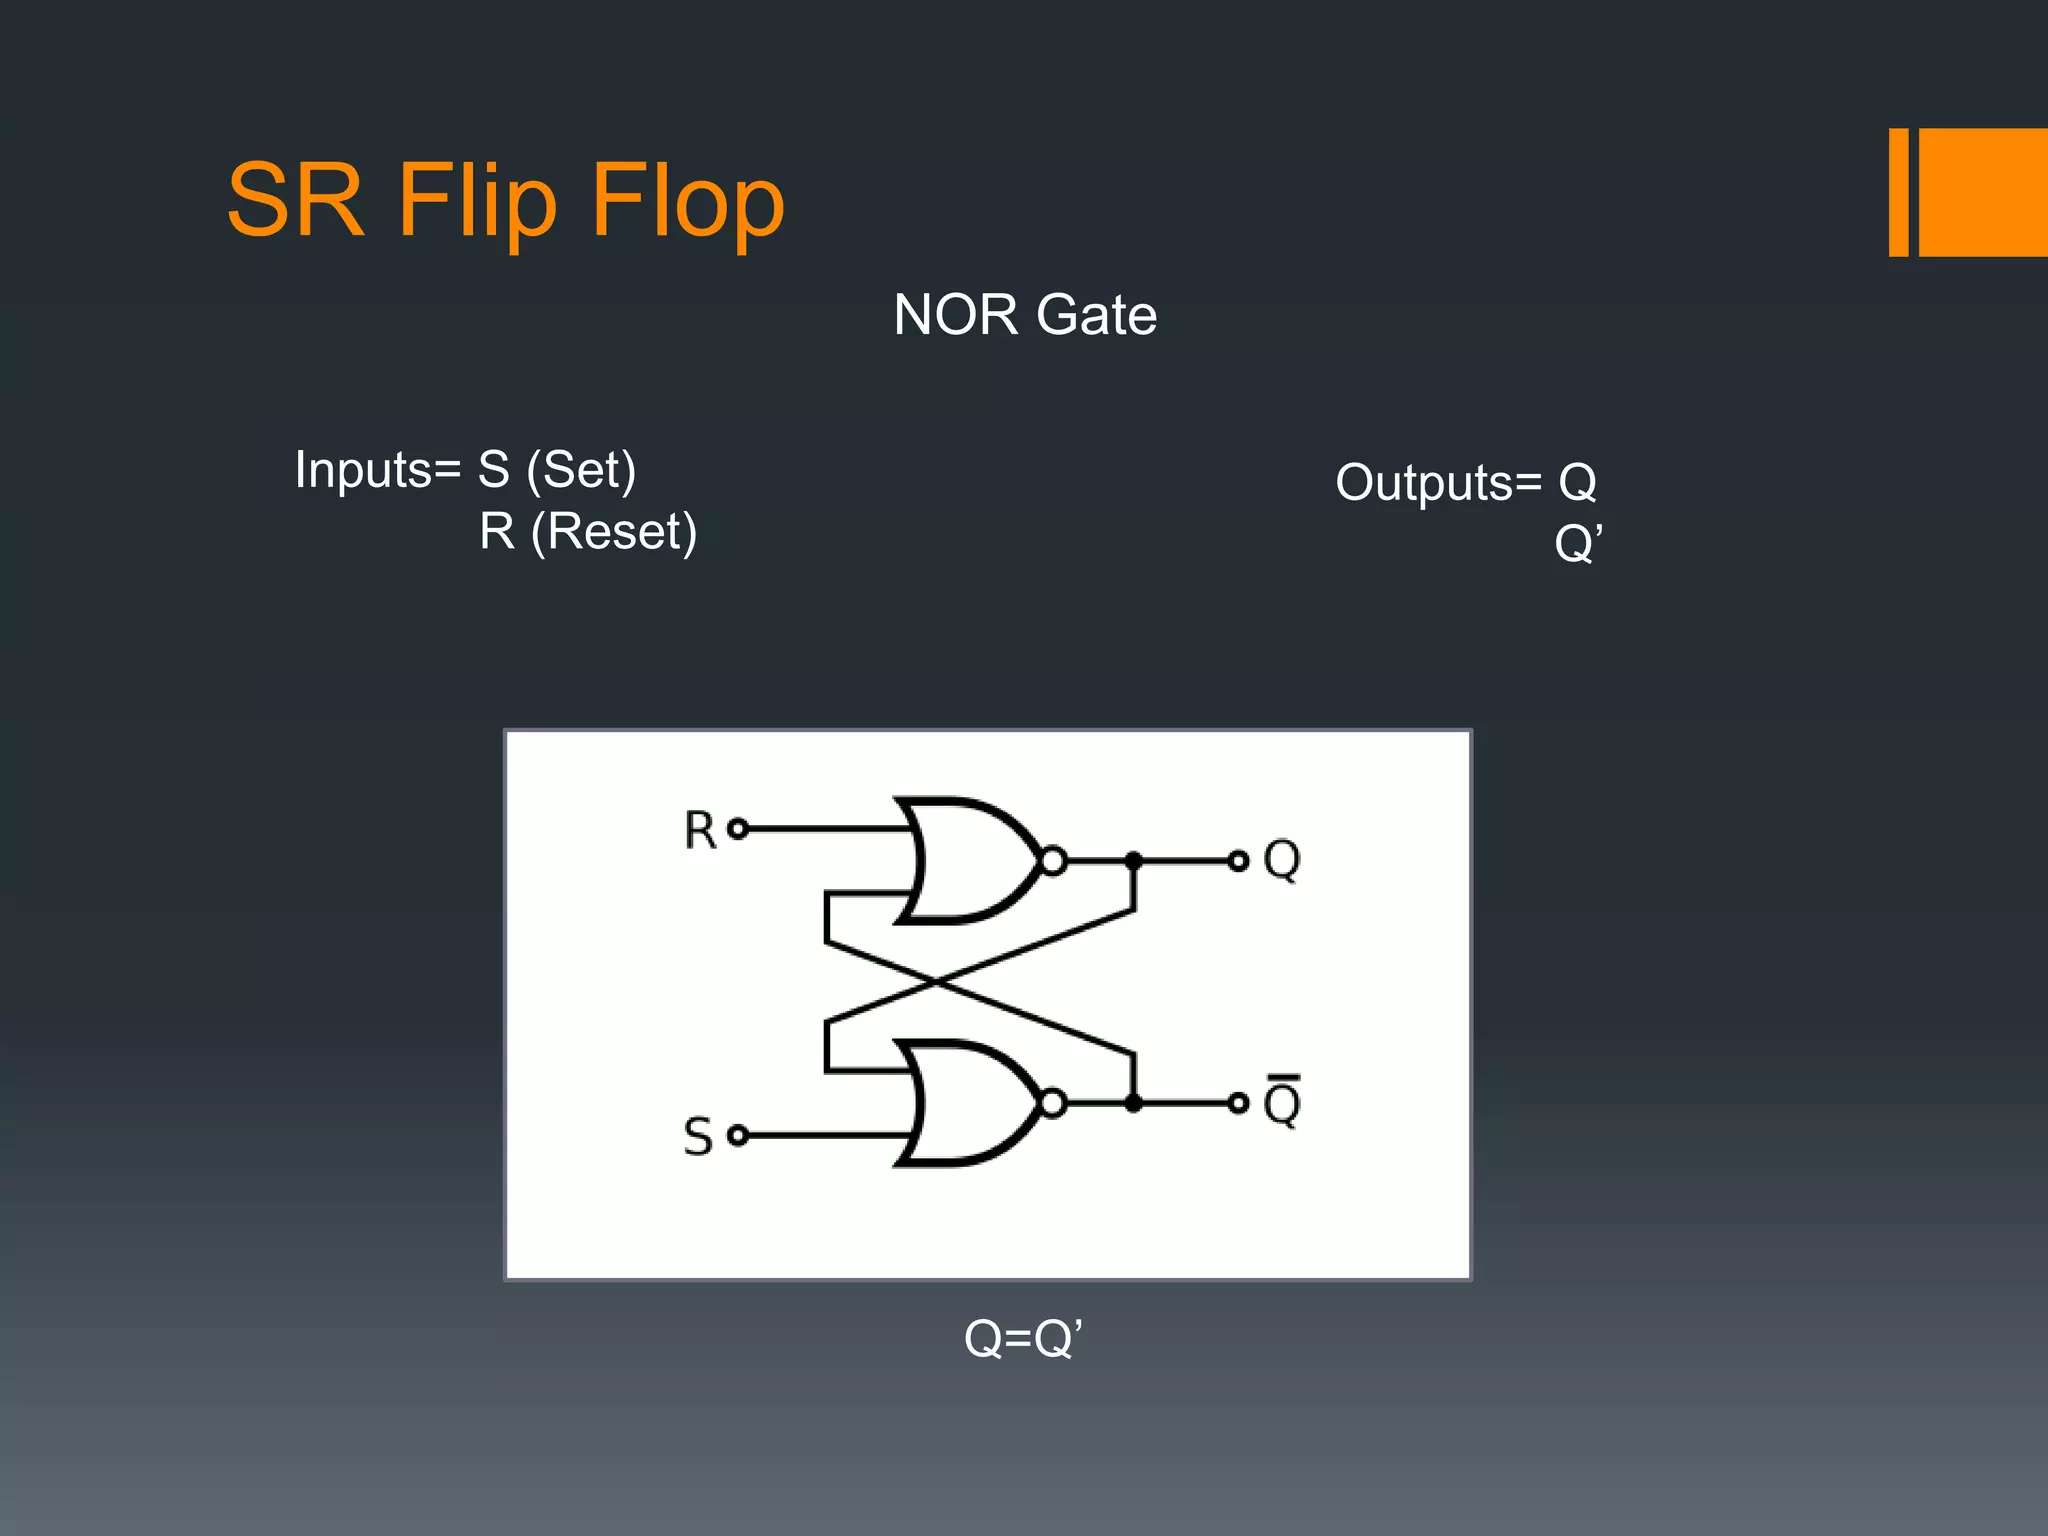 SR Flip Flop
NOR Gate
Inputs= S (Set)
R (Reset)
Outputs= Q
Q’
R
Q
S
Q̅
Q=Q’